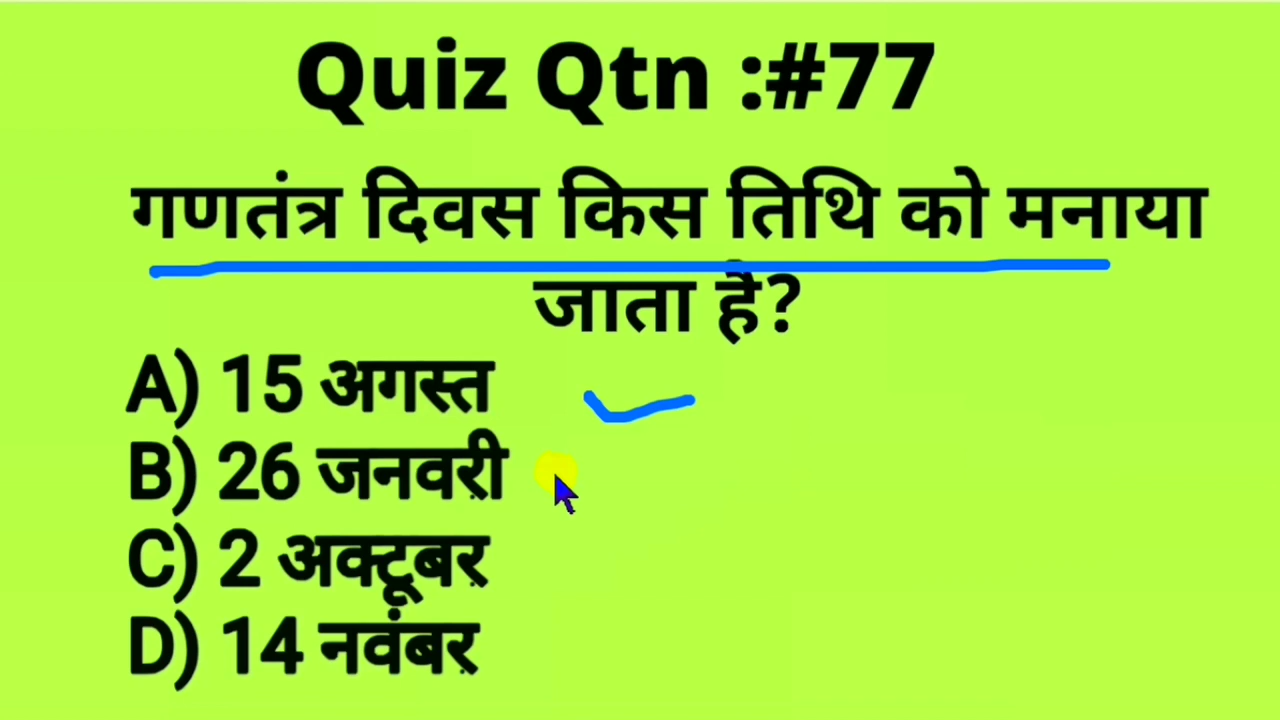 Quiz Qtn :#77
गणतंत्र दिवस किस तिथि को मनाया
जाता है?
A) 15 अगस्त
B) 26 जनवरी
C) 2 अक्टूबर
D) 14 नवंबर